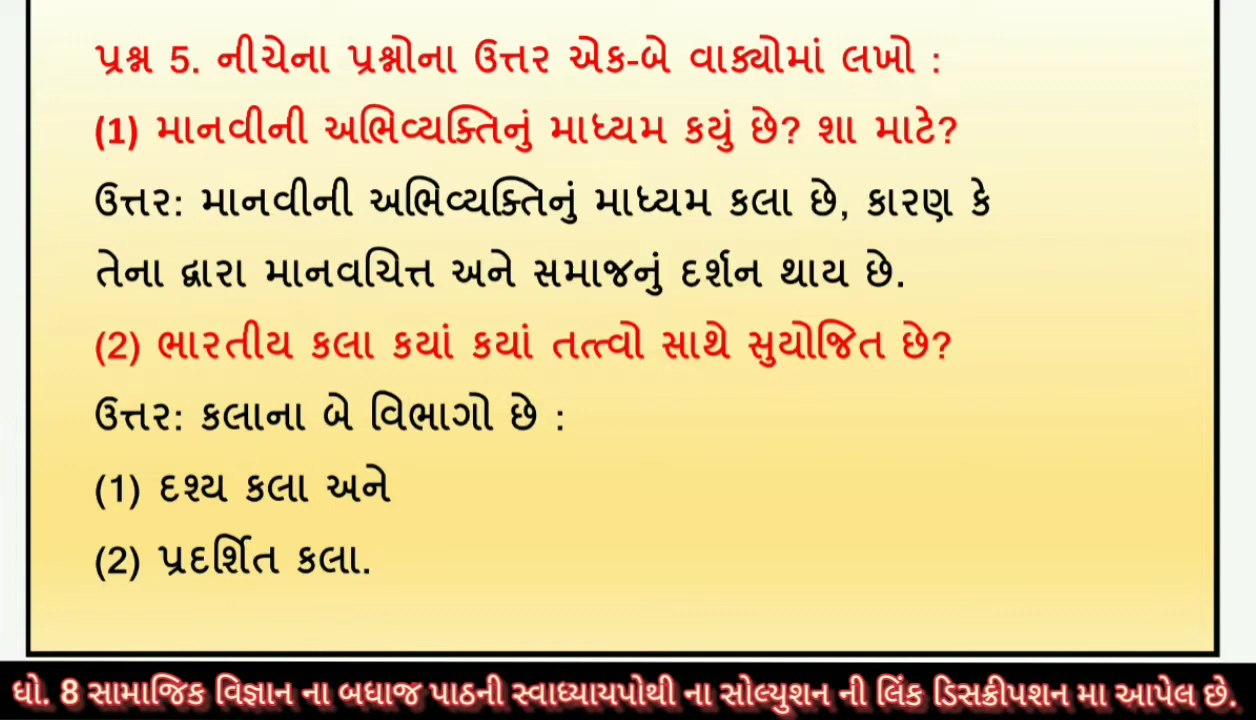 પ્રશ્ન 5. નીચેના પ્રશ્નોના ઉત્તર એક-બે વાક્યોમાં લખો :
(1) માનવીની અભિવ્યક્તિનું માધ્યમ કયું છે? શા માટે?
ઉત્તર: માનવીની અભિવ્યક્તિનું માધ્યમ કલા છે, કારણ કે
તેના દ્વારા માનવચિત્ત અને સમાજનું દર્શન થાય છે.
(2) ભારતીય કલા કયાં કયાં તત્ત્વો સાથે સુયોજિત છે?
ઉત્તર: કલાના બે વિભાગો છે :
(1) દશ્ય કલા અને
(2) પ્રદર્શિત કલા.
ધો. 8 સામાજિક વિજ્ઞાન ના બધાજ પાઠની સ્વાધ્યાયપોથી ના સોલ્યુશન ની લિંક ડિસક્રીપશન મા આપેલ છે.